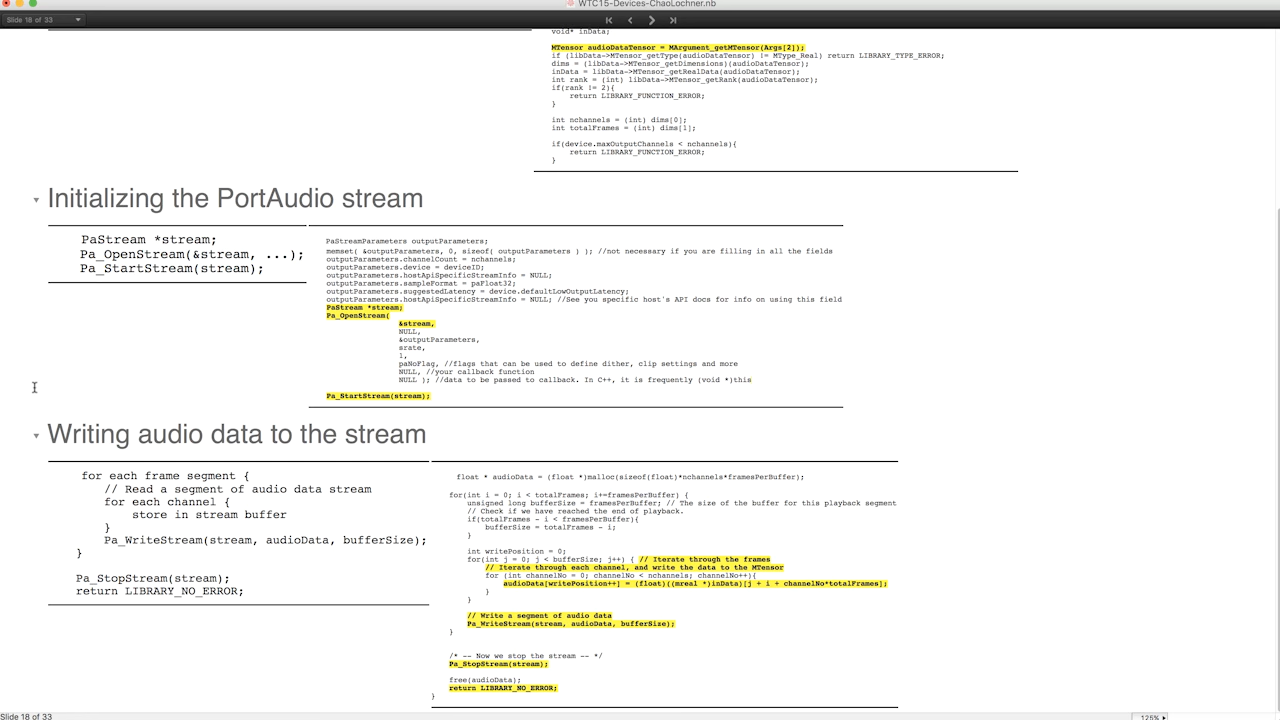 WTC15-Devices-ChaoLochner.nb
Slide 18 of 33
void* inData;
MTensor audioDataTensor = MArgument_getMTensor(Args[2]);
if (libData->MTensor_getType(audioDataTensor) != MType_Real) return LIBRARY_TYPE_ERROR;
dims = (libData->MTensor_getDimensions)(audioDataTensor);
inData = libData->MTensor_getRealData(audioDataTensor);
int rank = (int) libData->MTensor_getRank(audioDataTensor);
if(rank != 2){
return LIBRARY_FUNCTION_ERROR;
}
int nchannels = (int) dims[0];
int totalFrames = (int) dims[1];
if(device.maxOutputChannels < nchannels){
return LIBRARY_FUNCTION_ERROR;
}
Initializing the PortAudio stream
PaStream *stream;
Pa_OpenStream(&stream, ...);
Pa_StartStream(stream);
PaStreamParameters outputParameters;
memset( &outputParameters, 0, sizeof( outputParameters ) ); //not necessary if you are filling in all the fields
outputParameters.channelCount = nchannels;
outputParameters.device = deviceID;
outputParameters.hostApiSpecificStreamInfo = NULL;
outputParameters.sampleFormat = paFloat32;
outputParameters.suggestedLatency = device.defaultLowOutputLatency;
outputParameters.hostApiSpecificStreamInfo = NULL; //See you specific host's API docs for info on using this field
PaStream *stream;
Pa_OpenStream(
&stream,
NULL,
&outputParameters,
srate,
1,
paNoFlag, //flags that can be used to define dither, clip settings and more
NULL, //your callback function
NULL ); //data to be passed to callback. In C++, it is frequently (void *)this
Pa_StartStream(stream);
Writing audio data to the stream
for each frame segment {
// Read a segment of audio data stream
for each channel {
store in stream buffer
}
Pa_WriteStream(stream, audioData, bufferSize);
}
Pa_StopStream(stream);
return LIBRARY_NO_ERROR;
float * audioData = (float *)malloc(sizeof(float)*nchannels*framesPerBuffer);
for(int i = 0; i < totalFrames; i+=framesPerBuffer) {
unsigned long bufferSize = framesPerBuffer; // The size of the buffer for this playback segment
// Check if we have reached the end of playback.
if(totalFrames - i < framesPerBuffer){
bufferSize = totalFrames - i;
}
int writePosition = 0;
for(int j = 0; j < bufferSize; j++) { // Iterate through the frames
// Iterate through each channel, and write the data to the MTensor
for (int channelNo = 0; channelNo < nchannels; channelNo++){
audioData[writePosition++] = (float)((mreal *)inData)[j + i + channelNo*totalFrames];
}
}
// Write a segment of audio data
Pa_WriteStream(stream, audioData, bufferSize);
}
/* -- Now we stop the stream -- */
Pa_StopStream(stream);
free(audioData);
return LIBRARY_NO_ERROR;
}
Slide 18 of 33
125%